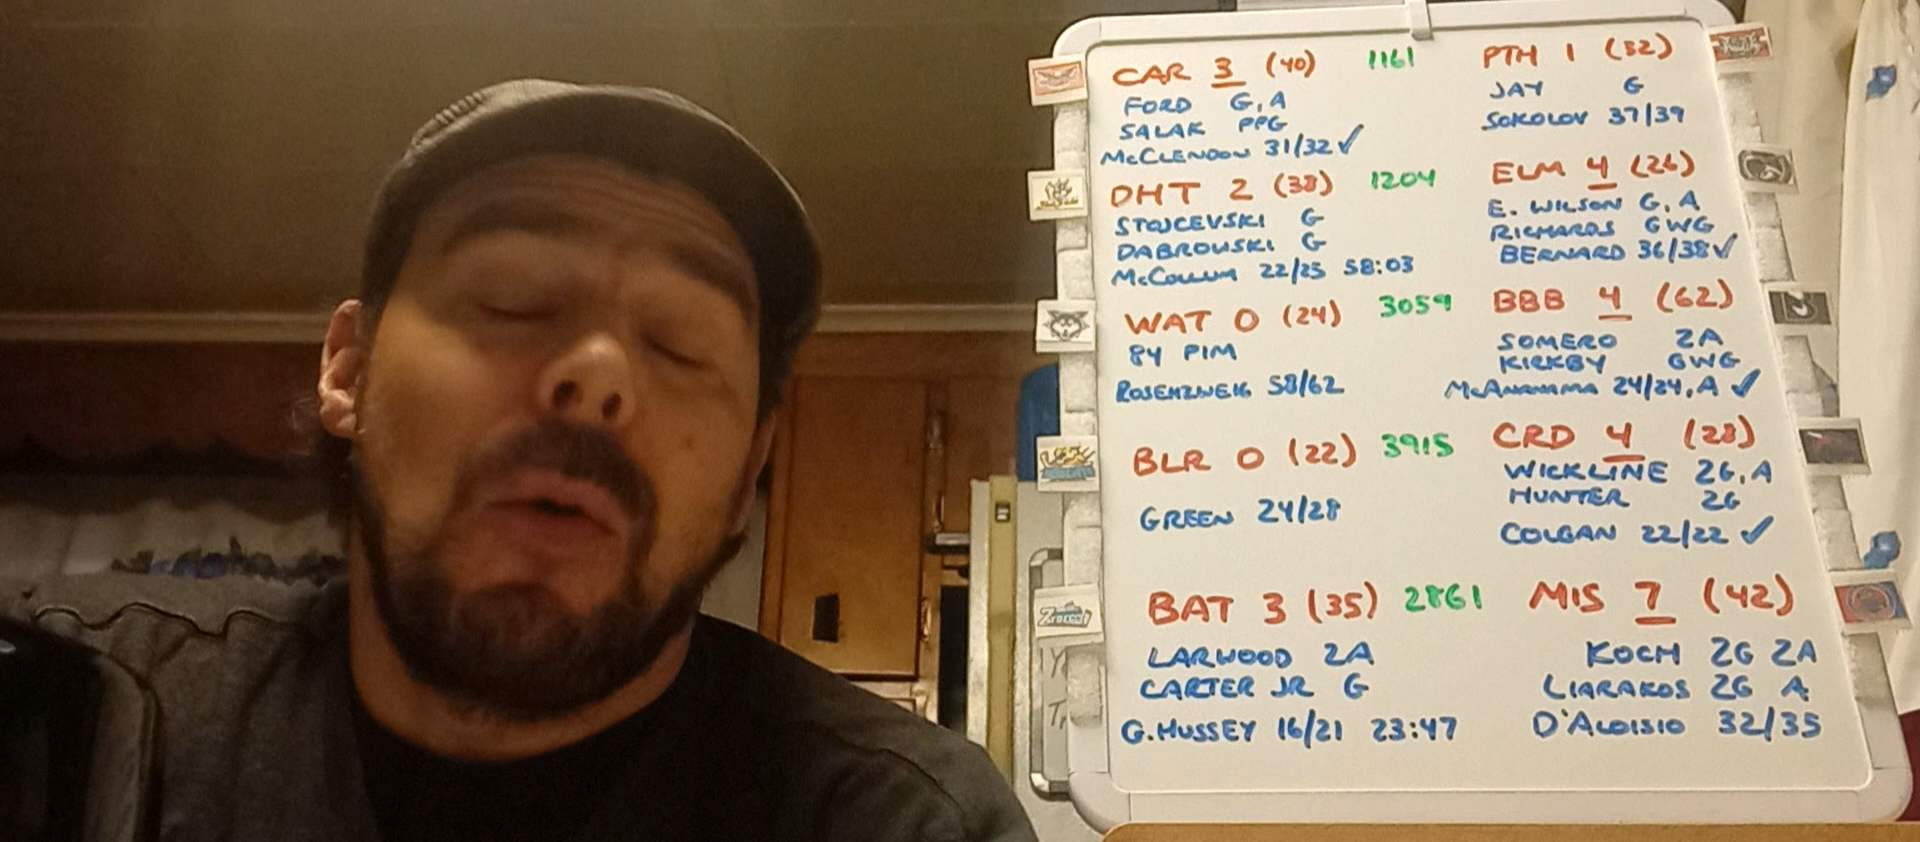 CAR 3 (40) 1161 PTH 1 (32)
FORD G, A JAY G
SALAK PPG SOKOLOV 37/39
McCLENDON 31/32 ✓
DHT 2 (38) 1204 ELM 4 (26)
STOJCEVSKI G E. WILSON G, A
DABROWSKI G RICHARDS GWG
McCOLLUM 22/25 58:03 BERNARD 36/38 ✓
WAT 0 (24) 3059 BBB 4 (62)
84 PIM SOMERO 2A
KIRKBY GWG
ROSENZWEIG 58/62 24/24, A ✓
BLR 0 (22) 3915 CRD 4 (28)
WICKLINE 2G, A
HUNTER 2G
GREEN 24/28 COLGAN 22/22 ✓
BAT 3 (35) 2861 MIS 7 (42)
LARWOOD 2A KOCH 2G 2A
CARTER JR G LIARAKOS 2G A
G. HUSSEY 16/21 23:47 D'ALOISIO 32/35